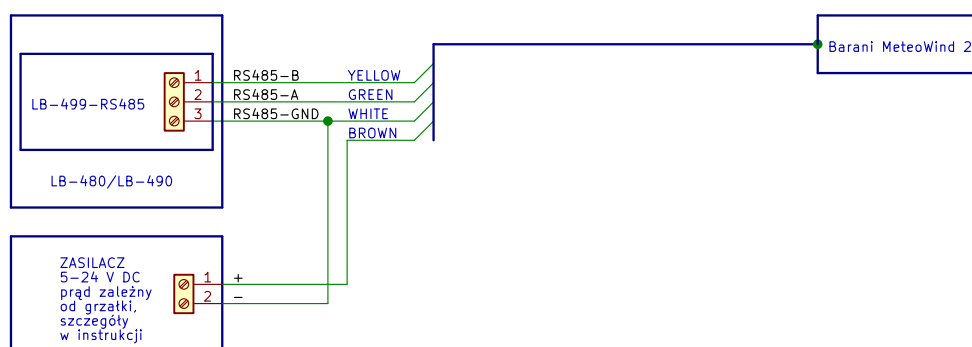 Barani MeteoWind 2
LB-499-RS485
1 RS485-B YELLOW
2 RS485-A GREEN
3 RS485-GND WHITE
BROWN
LB-480/LB-490
ZASILACZ
5-24 V DC
prąd zależny
od grzałki,
szczegóły
w instrukcji
1 +
2 -